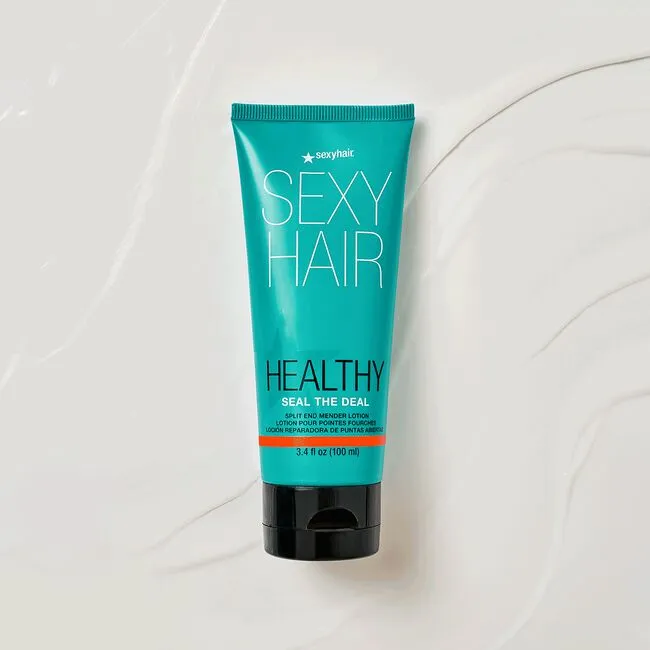 sexyhair.
SEXY
HAIR
HEALTHY
SEAL THE DEAL
SPLIT END MENDER LOTION
LOTION POUR POINTES FOURCHES
LOCIÓN REPARADORA DE PUNTAS ABIERTAS
3.4 fl oz (100 ml)